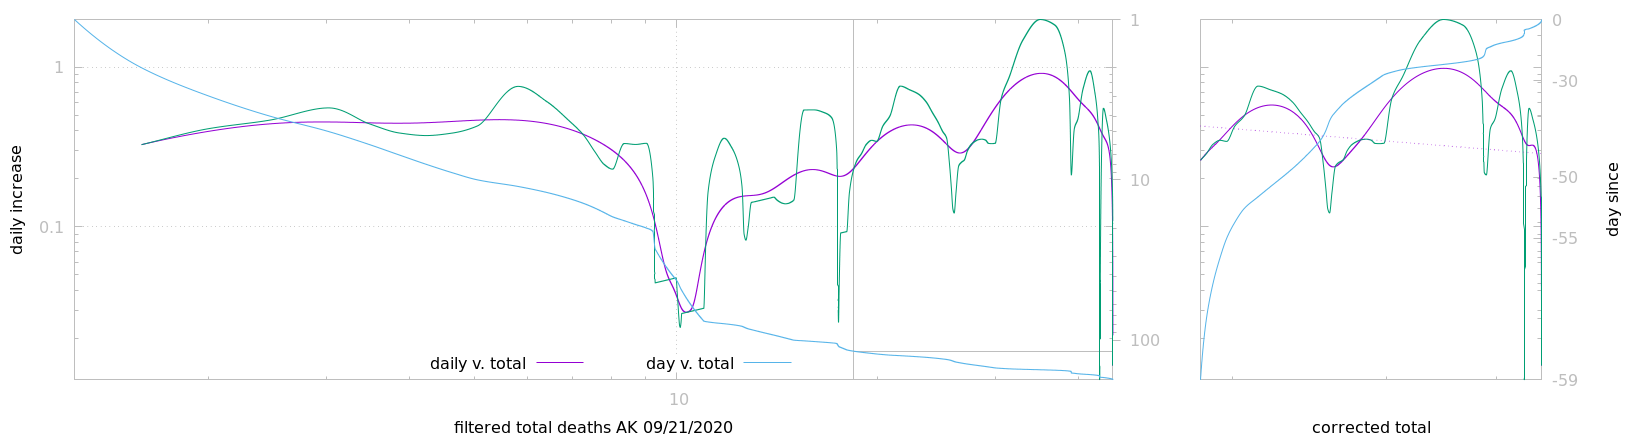 daily increase
1
0.1
daily v. total
day v. total
10
filtered total deaths AK 09/21/2020
1
10
100
corrected total
0
-30
-50
-55
-59
day since